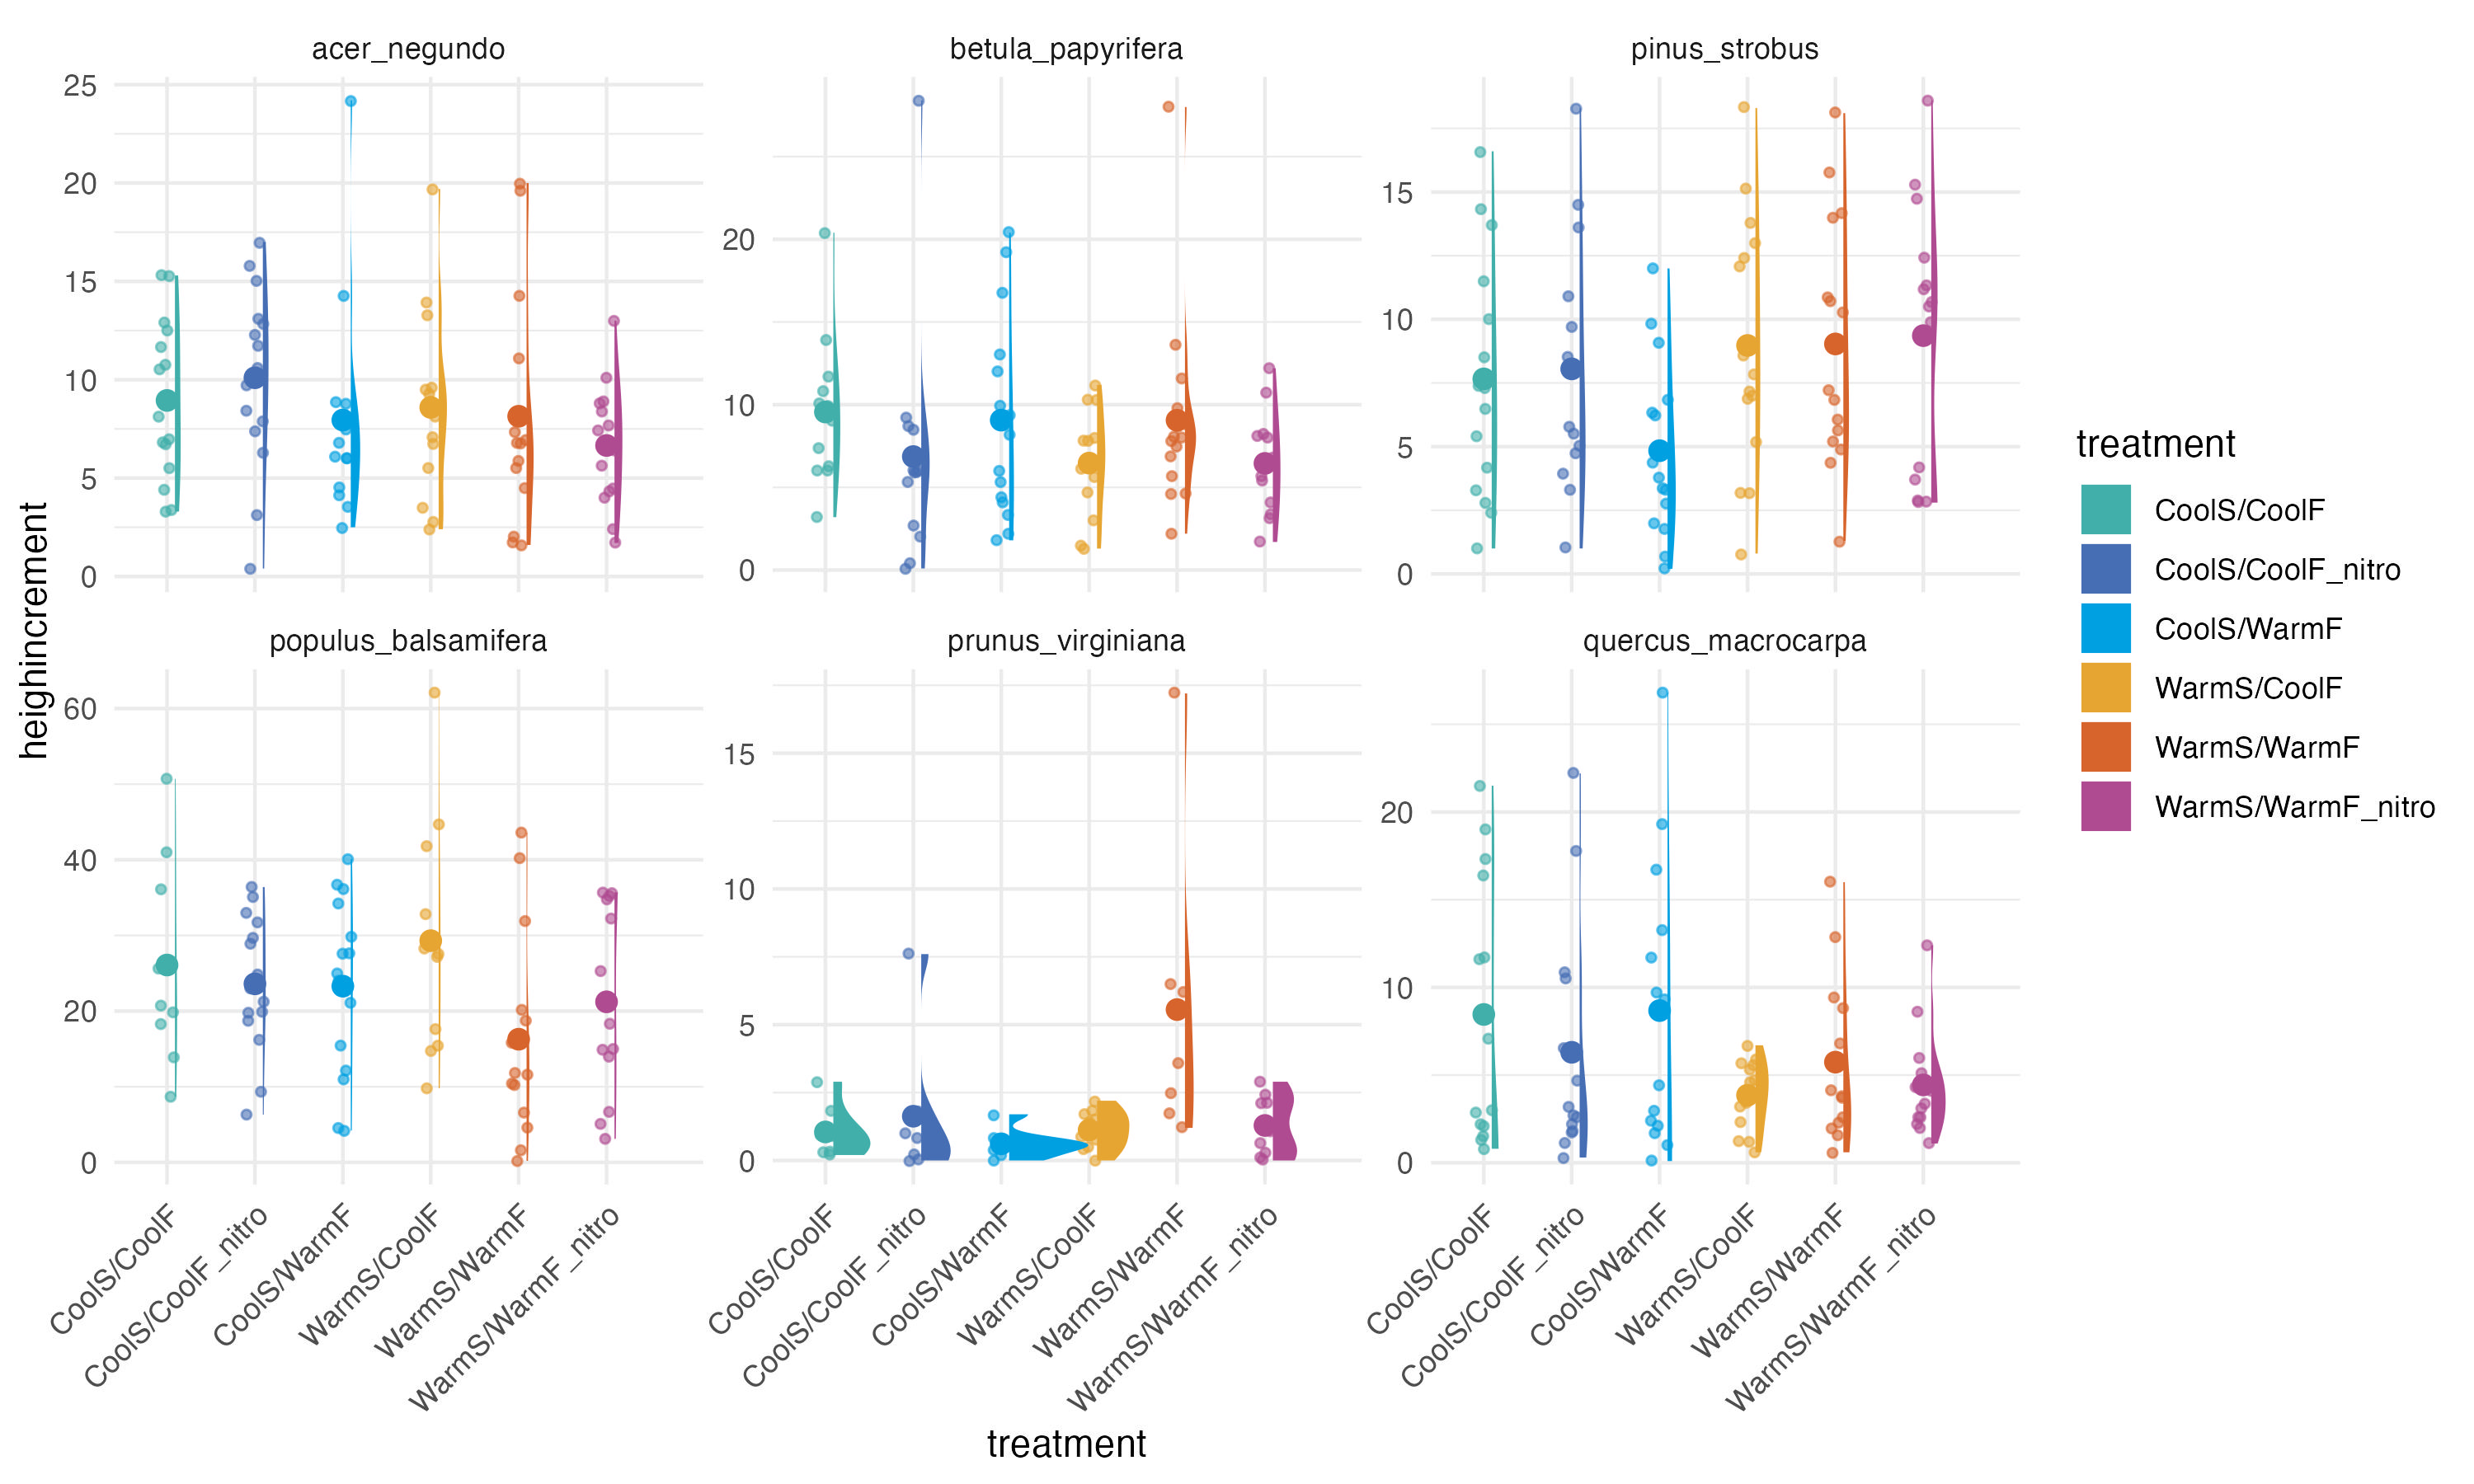 acer_negundo
betula_papyrifera
pinus_strobus
25
20
15
10
5
0
20
10
0
15
10
5
0
populus_balsamifera
prunus_virginiana
quercus_macrocarpa
60
40
20
0
15
10
5
0
20
10
0
CoolS/CoolF
CoolS/CoolF_nitro
CoolS/WarmF
WarmS/CoolF
WarmS/WarmF
WarmS/WarmF_nitro
CoolS/CoolF
CoolS/CoolF_nitro
CoolS/WarmF
WarmS/CoolF
WarmS/WarmF
WarmS/WarmF_nitro
CoolS/CoolF
CoolS/CoolF_nitro
CoolS/WarmF
WarmS/CoolF
WarmS/WarmF
WarmS/WarmF_nitro
treatment
heighincrement
treatment
CoolS/CoolF
CoolS/CoolF_nitro
CoolS/WarmF
WarmS/CoolF
WarmS/WarmF
WarmS/WarmF_nitro